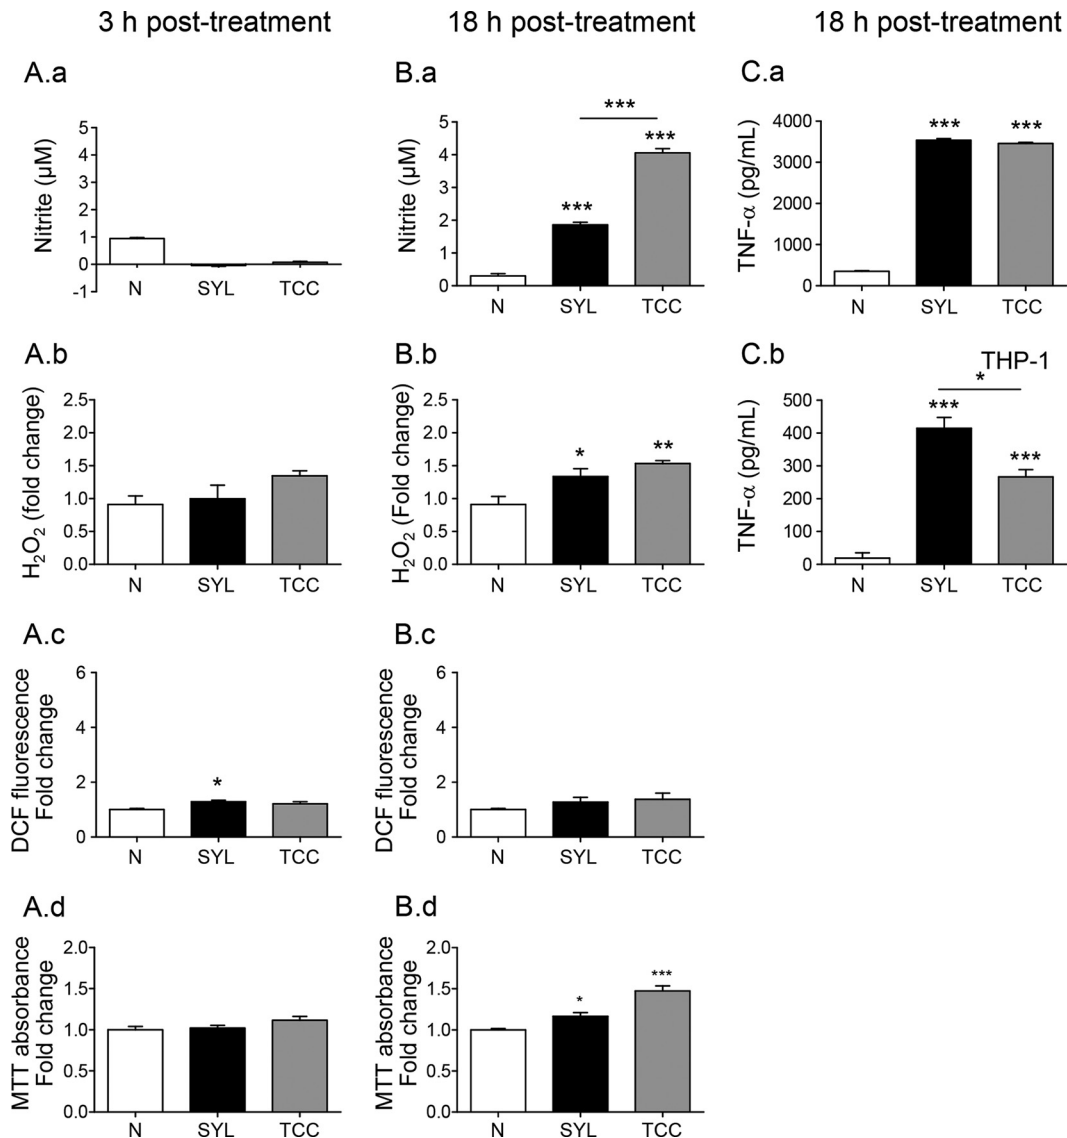 3 h post-treatment
18 h post-treatment
18 h post-treatment
A.a
Nitrite (µM)
5
4
3
2
1
0
-1
N SYL TCC
B.a
***
***
***
Nitrite (µM)
5
4
3
2
1
0
N SYL TCC
C.a
*** ***
TNF-α (pg/mL)
4000
3000
2000
1000
0
N SYL TCC
A.b
H₂O₂ (fold change)
2.5
2.0
1.5
1.0
0.5
0.0
N SYL TCC
B.b
* **
H₂O₂ (Fold change)
2.5
2.0
1.5
1.0
0.5
0.0
N SYL TCC
C.b
THP-1
*
***
***
TNF-α (pg/mL)
500
400
300
200
100
0
N SYL TCC
A.c
*
DCF fluorescence
Fold change
6
4
2
0
N SYL TCC
B.c
DCF fluorescence
Fold change
6
4
2
0
N SYL TCC
A.d
MTT absorbance
Fold change
2.0
1.5
1.0
0.5
0.0
N SYL TCC
B.d
***
*
MTT absorbance
Fold change
2.0
1.5
1.0
0.5
0.0
N SYL TCC